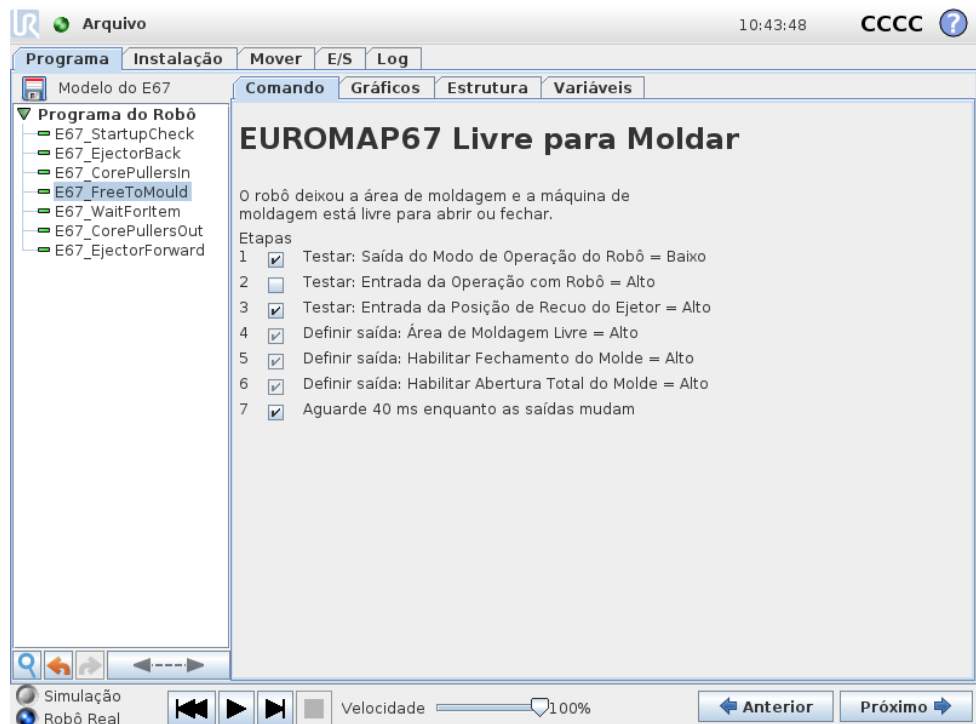 UR Arquivo 10:43:48 CCCC ?
Programa Instalação Mover E/S Log
Modelo do E67 Comando Gráficos Estrutura Variáveis
Programa do Robô
E67_StartupCheck
E67_EjectorBack
E67_CorePullersIn
E67_FreeToMould
E67_WaitForItem
E67_CorePullersOut
E67_EjectorForward
EUROMAP67 Livre para Moldar
O robô deixou a área de moldagem e a máquina de
moldagem está livre para abrir ou fechar.
Etapas
1 Testar: Saída do Modo de Operação do Robô = Baixo
2 Testar: Entrada da Operação com Robô = Alto
3 Testar: Entrada da Posição de Recuo do Ejetor = Alto
4 Definir saída: Área de Moldagem Livre = Alto
5 Definir saída: Habilitar Fechamento do Molde = Alto
6 Definir saída: Habilitar Abertura Total do Molde = Alto
7 Aguarde 40 ms enquanto as saídas mudam
Simulação
Robô Real
Velocidade 100%
Anterior Próximo